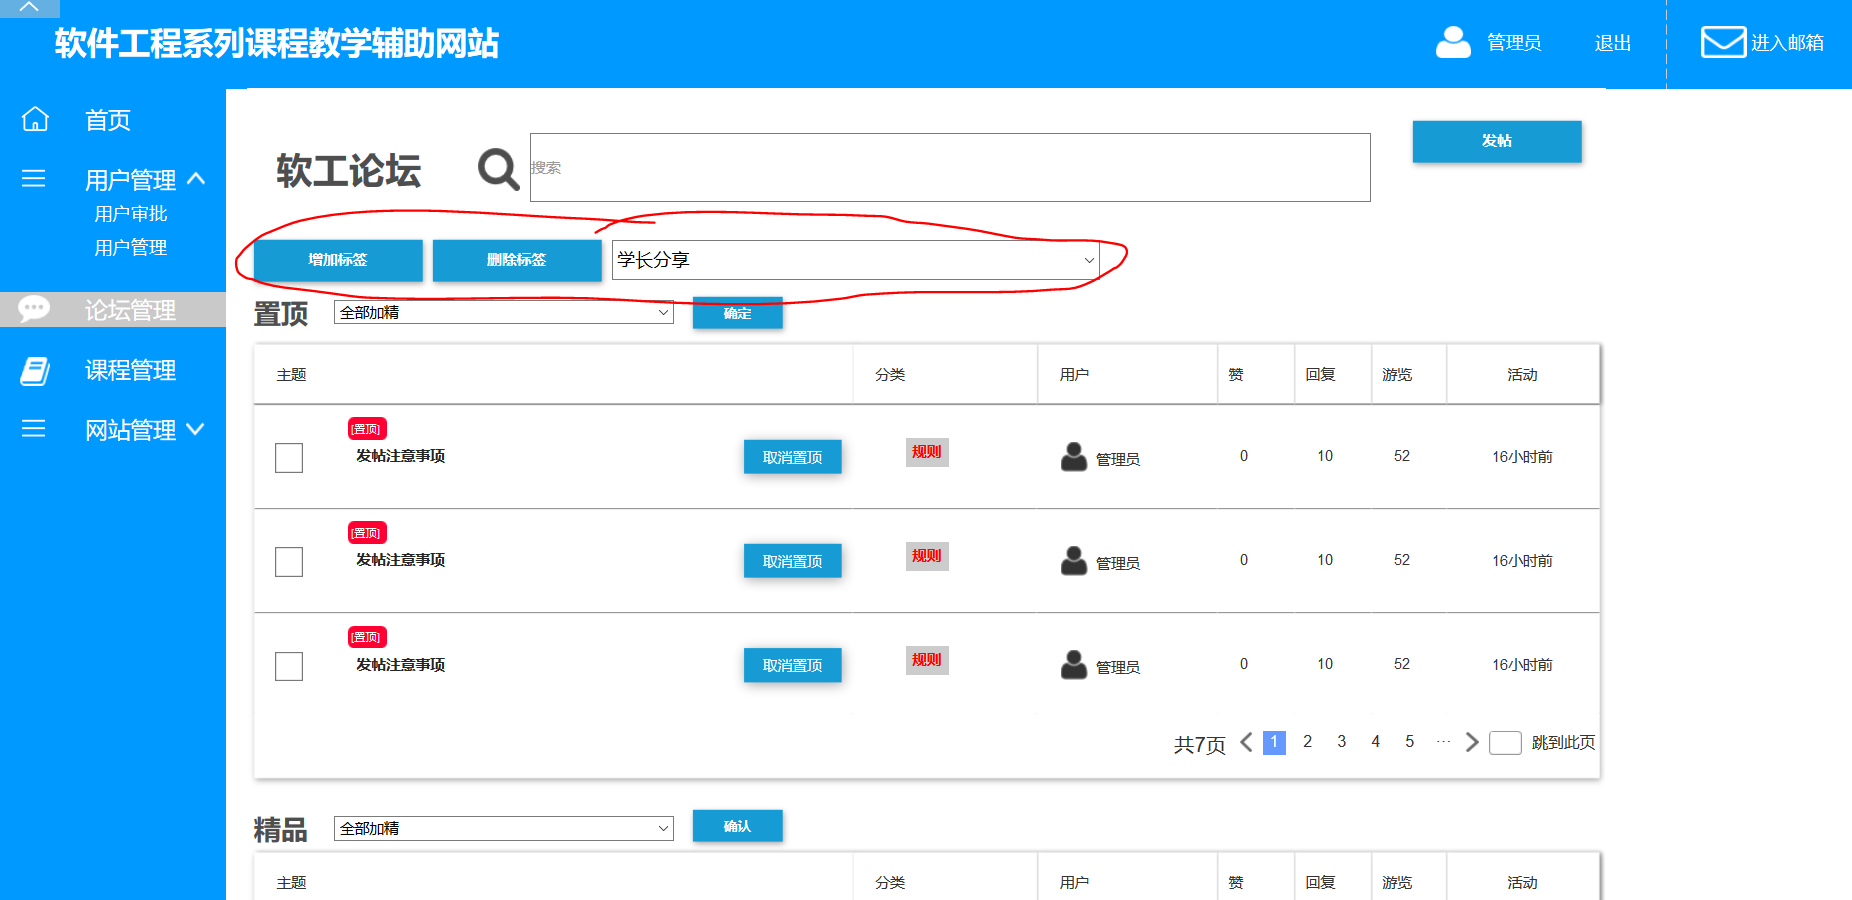 软件工程系列课程教学辅助网站
管理员
退出
进入邮箱
首页
用户管理
用户审批
用户管理
论坛管理
课程管理
网站管理
软工论坛
搜索
发帖
增加标签
删除标签
学长分享
置顶
全部加精
确定
主题 分类 用户 赞 回复 游览 活动
[置顶]
发帖注意事项 取消置顶 规则 管理员 0 10 52 16小时前
[置顶]
发帖注意事项 取消置顶 规则 管理员 0 10 52 16小时前
[置顶]
发帖注意事项 取消置顶 规则 管理员 0 10 52 16小时前
共7页 1 2 3 4 5 ... 跳到此页
精品
全部加精
确认
主题 分类 用户 赞 回复 游览 活动